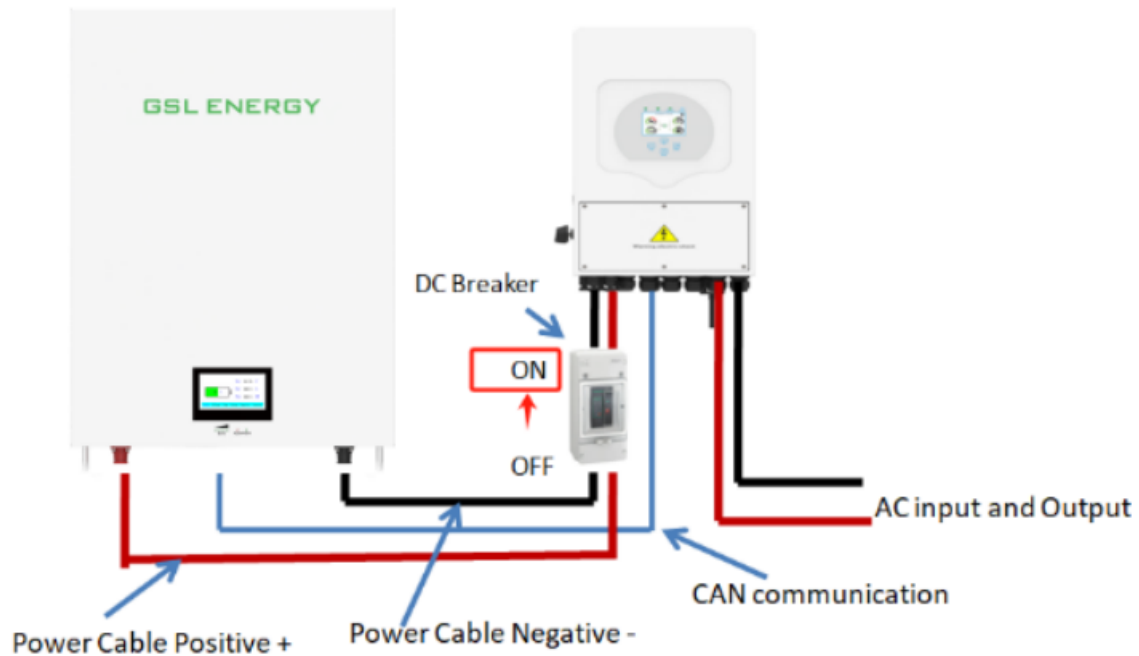 GSL ENERGY
DC Breaker
ON
OFF
AC input and Output
CAN communication
Power Cable Positive +
Power Cable Negative -